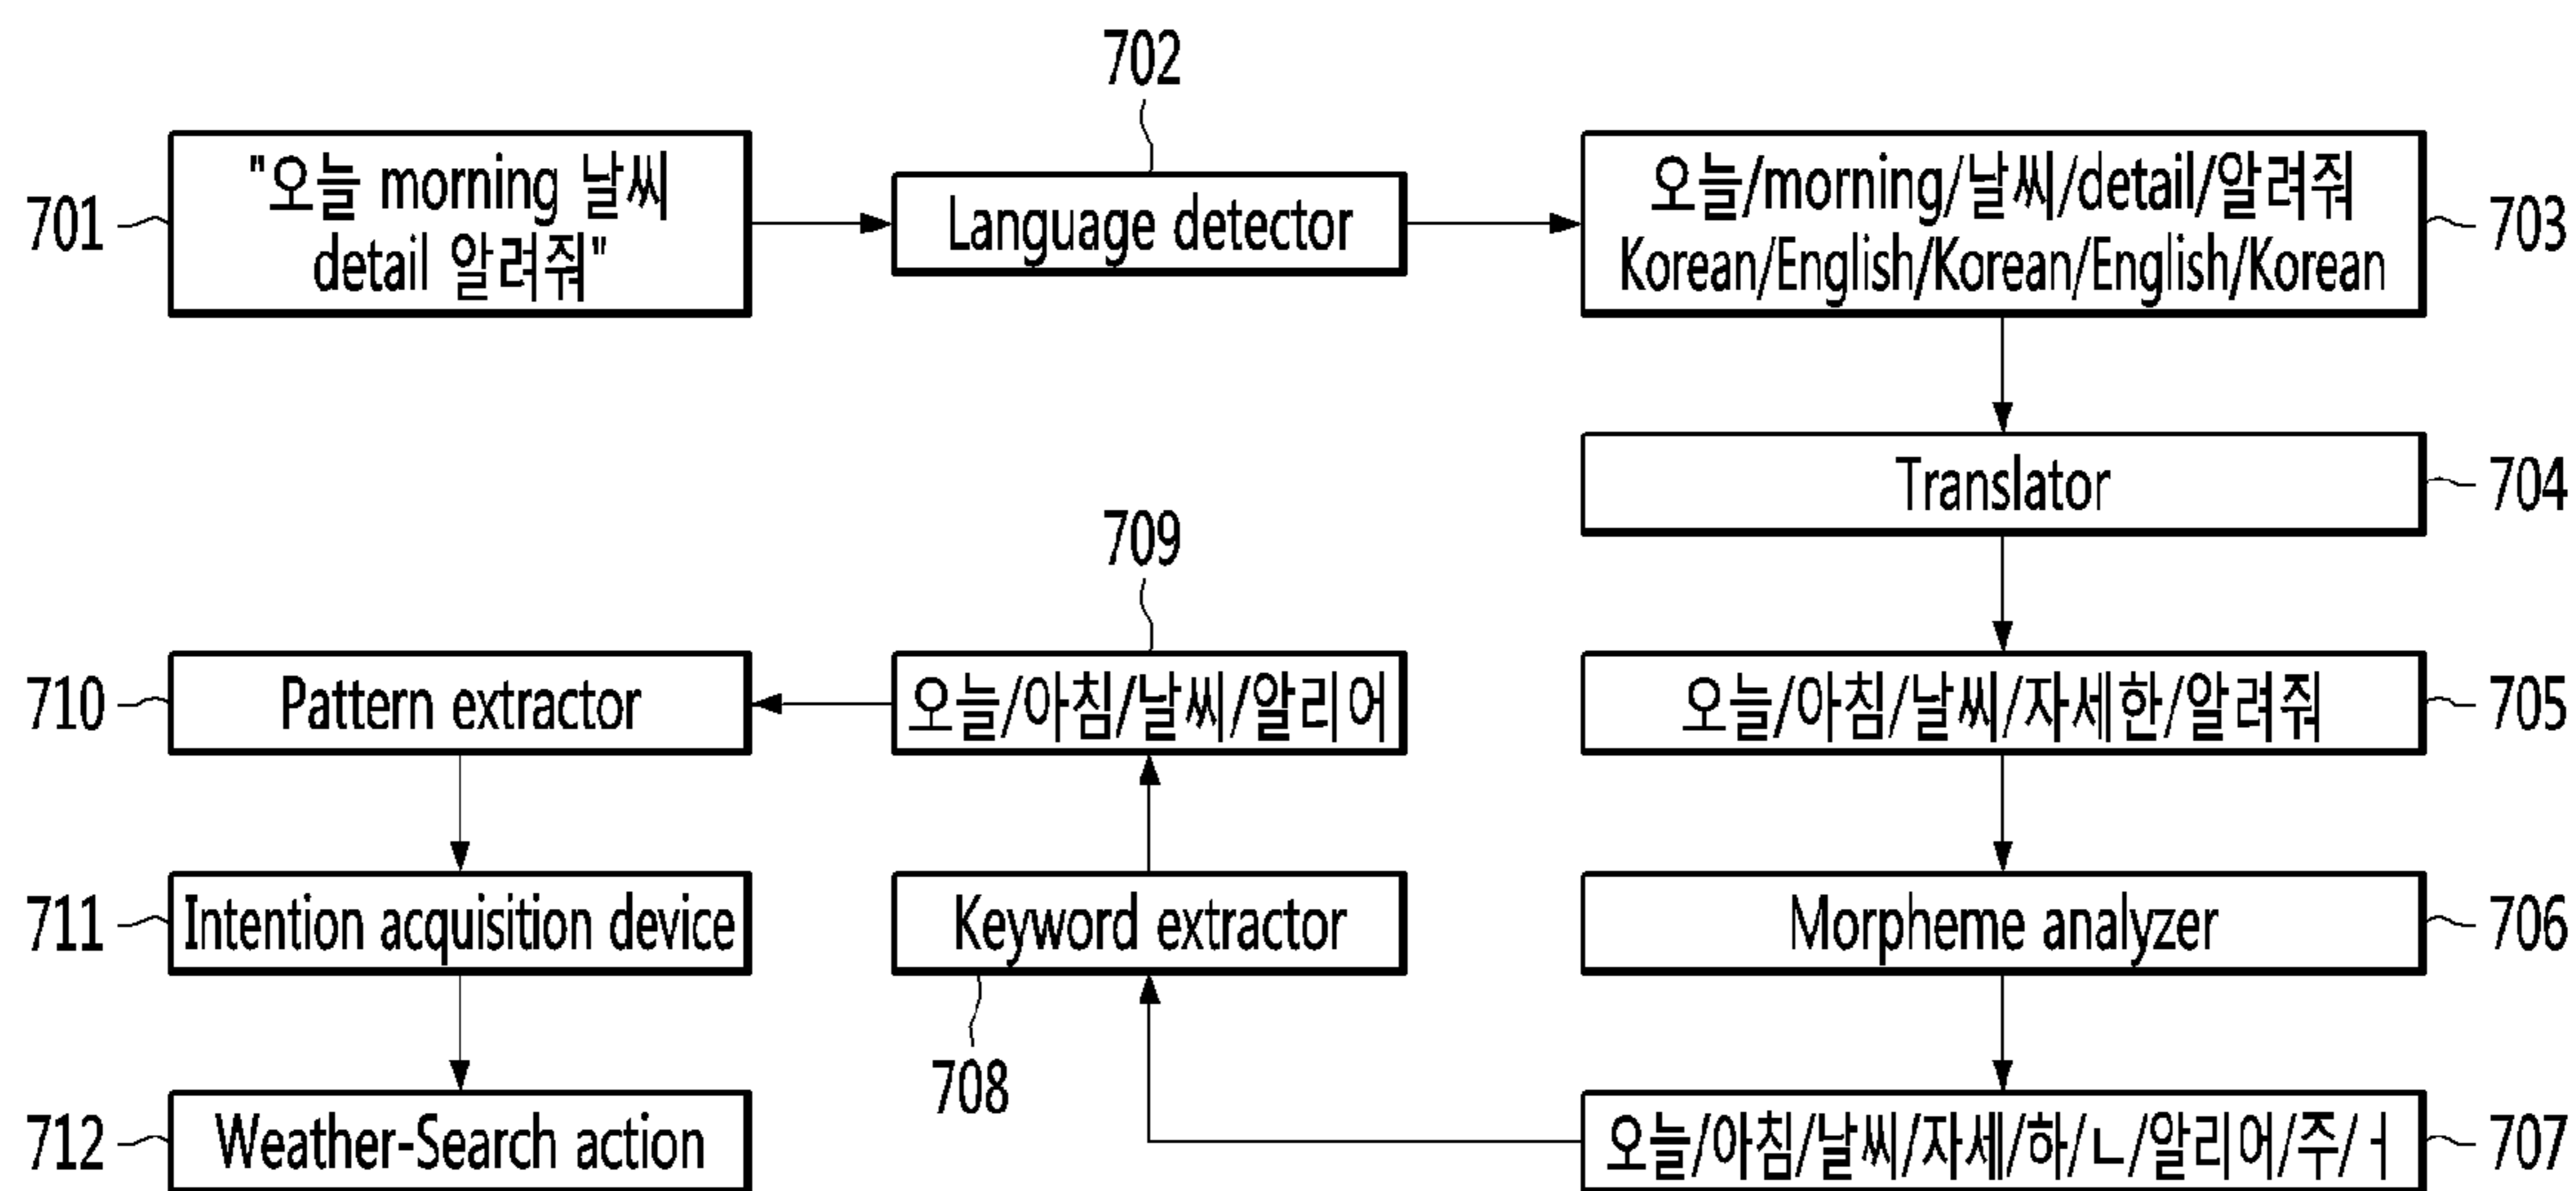 702
701
"오늘 morning 날씨
detail 알려줘"
Language detector
오늘/morning/날씨/detail/알려줘
Korean/English/Korean/English/Korean
703
Translator
704
709
710
Pattern extractor
오늘/아침/날씨/알리어
오늘/아침/날씨/자세한/알려줘
705
711
Intention acquisition device
Keyword extractor
Morpheme analyzer
706
708
712
Weather-Search action
오늘/아침/날씨/자세/하/ㄴ/알리어/주/ㅓ
707